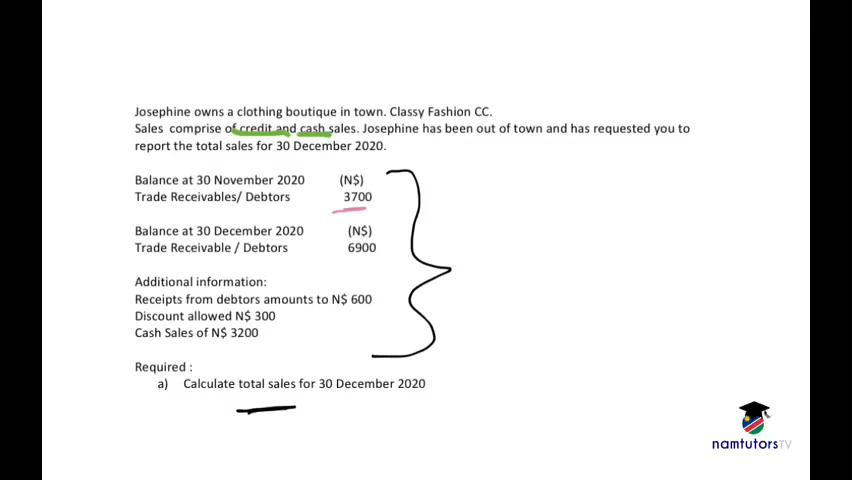 Josephine owns a clothing boutique in town. Classy Fashion CC.
Sales comprise of credit and cash sales. Josephine has been out of town and has requested you to
report the total sales for 30 December 2020.
Balance at 30 November 2020 (N$)
Trade Receivables/ Debtors 3700
Balance at 30 December 2020 (N$)
Trade Receivable / Debtors 6900
Additional information:
Receipts from debtors amounts to N$ 600
Discount allowed N$ 300
Cash Sales of N$ 3200
Required :
a) Calculate total sales for 30 December 2020
namtutorsTV